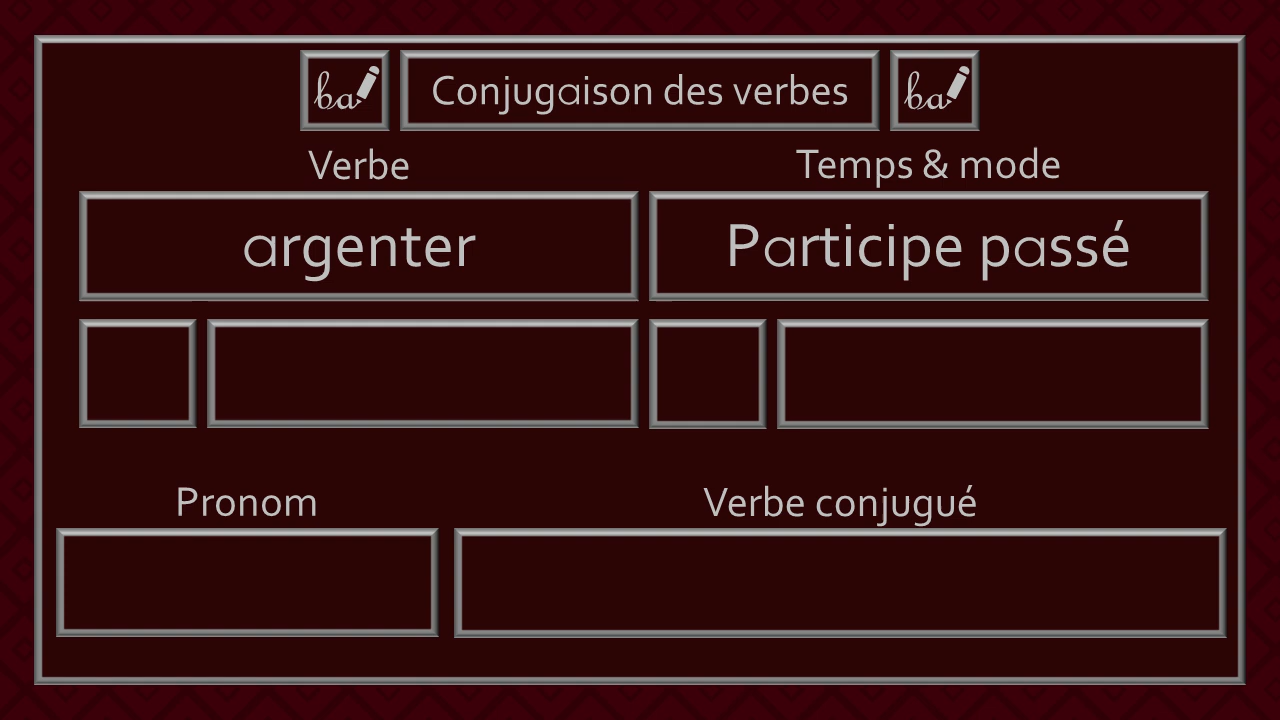 ba Conjugaison des verbes ba
Verbe
Temps & mode
argenter
Participe passé
Pronom
Verbe conjugué